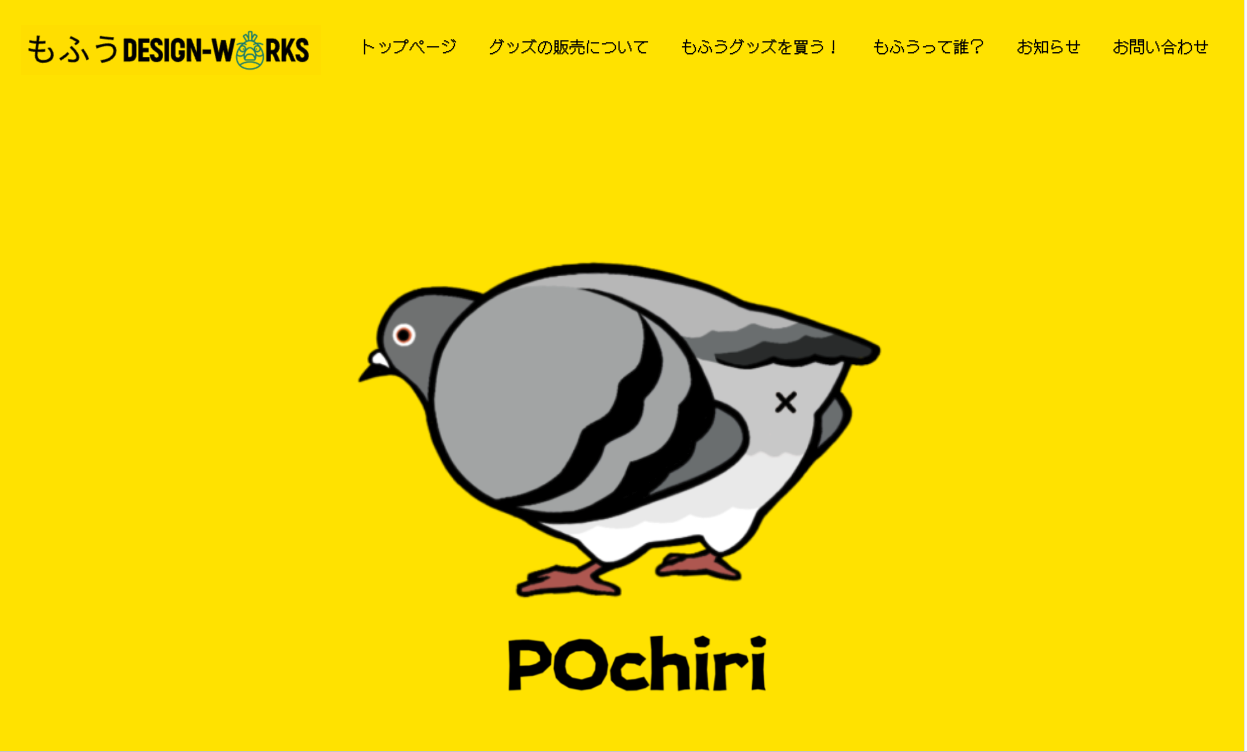 もふうDESIGN-WORKS
トップページ
グッズの販売について
もふうグッズを買う！
もふうって誰？
お知らせ
お問い合わせ
POchiri